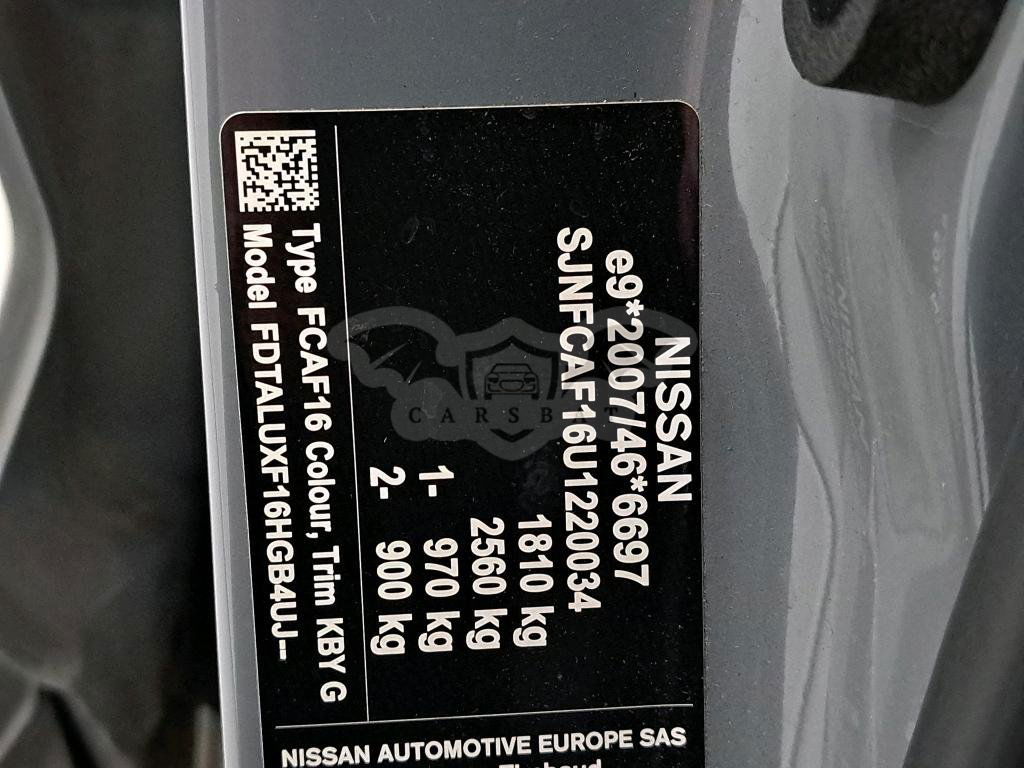 NISSAN
e9*2007/46*6697
SJNFCAF16U1220034
1810 kg
2560 kg
1- 970 kg
2- 900 kg
Type FCAF16 Colour, Trim KBY G
Model FDTALUXF16HGB4UJ--
NISSAN AUTOMOTIVE EUROPE SAS
CARSBAT